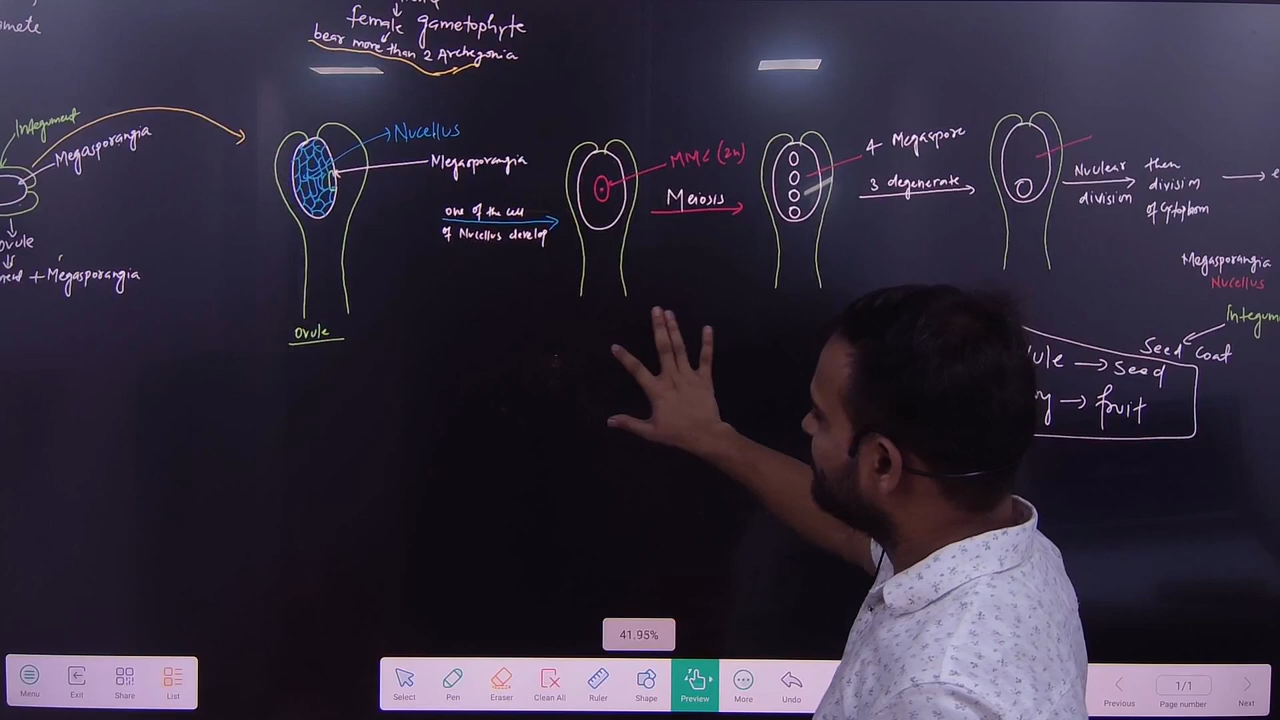 female gametophyte
bear more than 2 Archegonia
Integument
Megasporangia
ovule
+ Megasporangia
Nucellus
Megasporangia
ovule
one of the cell
of Nucellus develop
MMC (2n)
Meiosis
4 Megaspore
3 degenerate
Nuclear
division
then
division
of Cytoplasm
Megasporangia
Nucellus
Seed Coat
→ Seed
→ fruit
41.95%
Menu
Exit
Share
List
Select
Pen
Eraser
Clean All
Ruler
Shape
Preview
More
Undo
Previous
1/1
Page number
Next